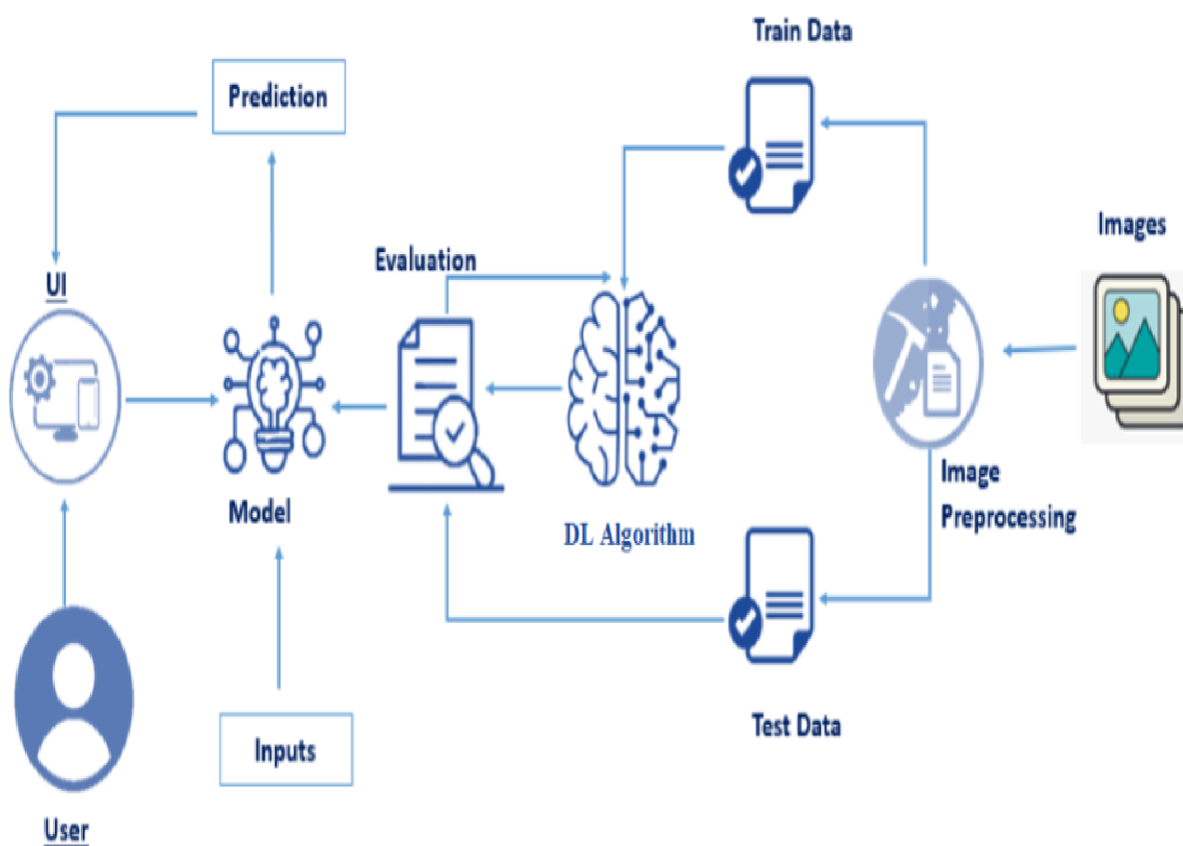 Train Data
Prediction
Images
Evaluation
UI
Image
Preprocessing
Model
DL Algorithm
Test Data
Inputs
User